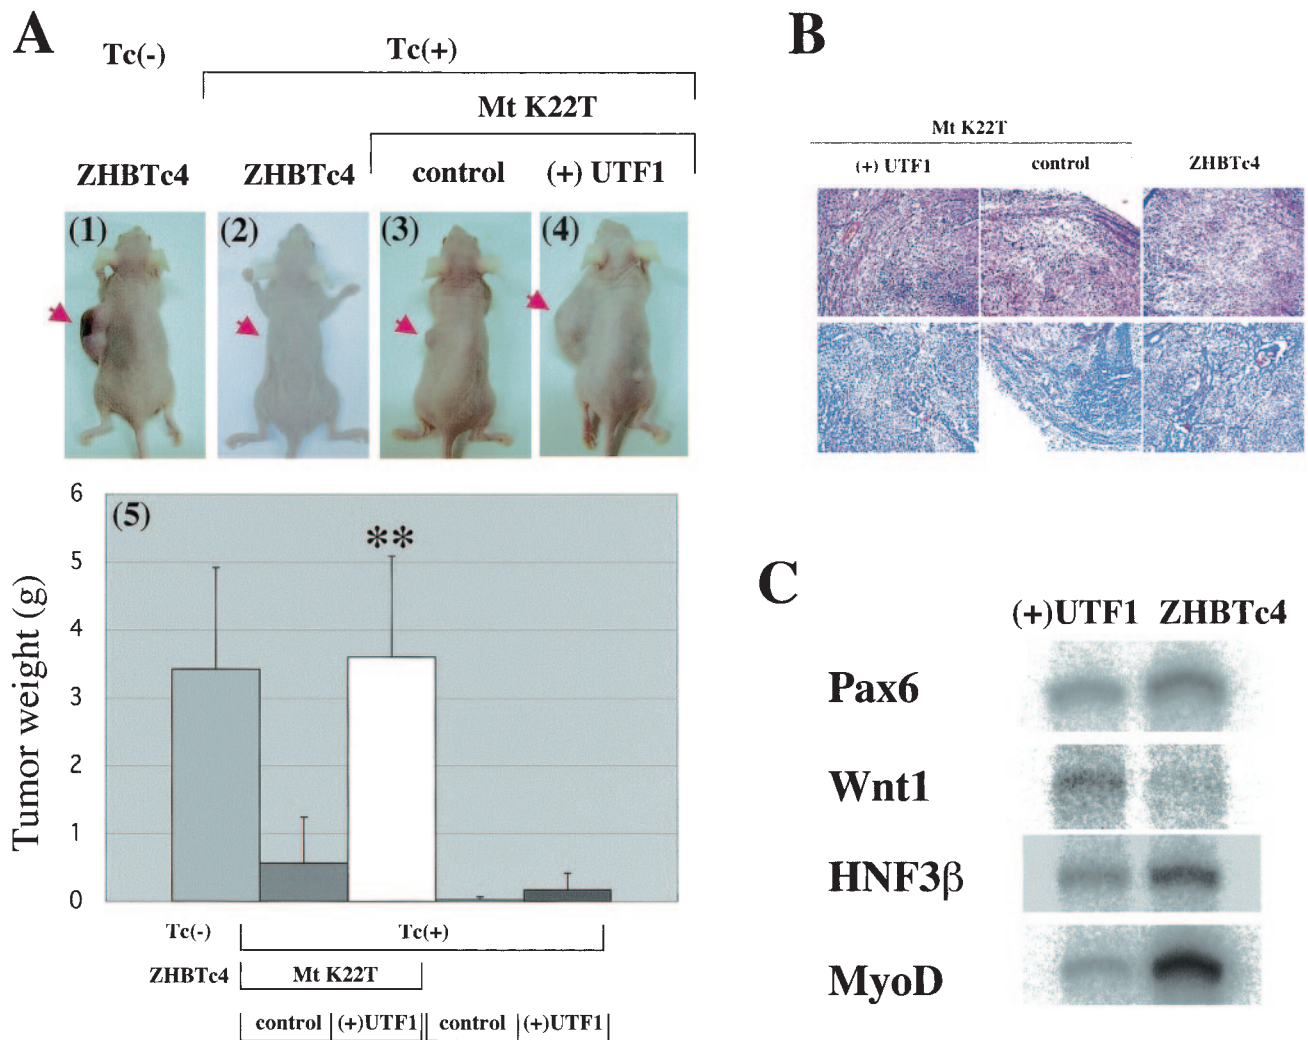 A
Tc(-)
Tc(+)
Mt K22T
ZHBTc4
ZHBTc4
control
(+) UTF1
(1)
(2)
(3)
(4)
(5)
**
Tumor weight (g)
6
5
4
3
2
1
0
Tc(-)
Tc(+)
ZHBTc4
Mt K22T
control
(+)UTF1
control
(+)UTF1
B
Mt K22T
(+) UTF1
control
ZHBTc4
C
(+)UTF1 ZHBTc4
Pax6
Wnt1
HNF3β
MyoD